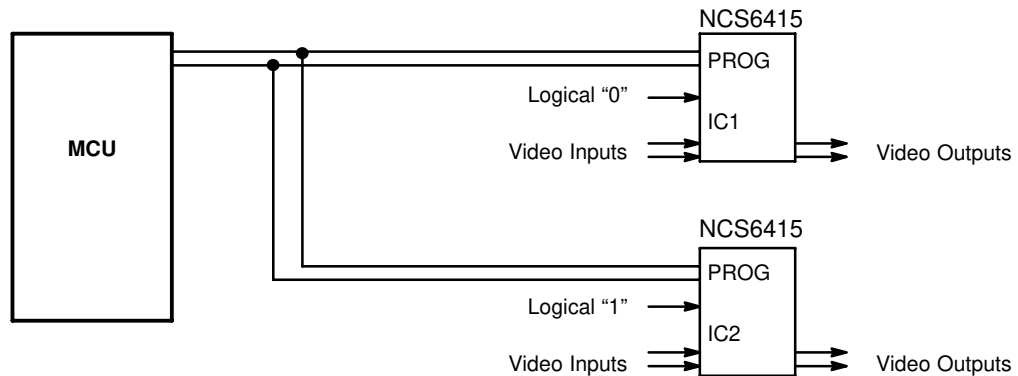 NCS6415
PROG
Logical “0”
IC1
MCU
Video Inputs
Video Outputs
NCS6415
PROG
Logical “1”
IC2
Video Inputs
Video Outputs